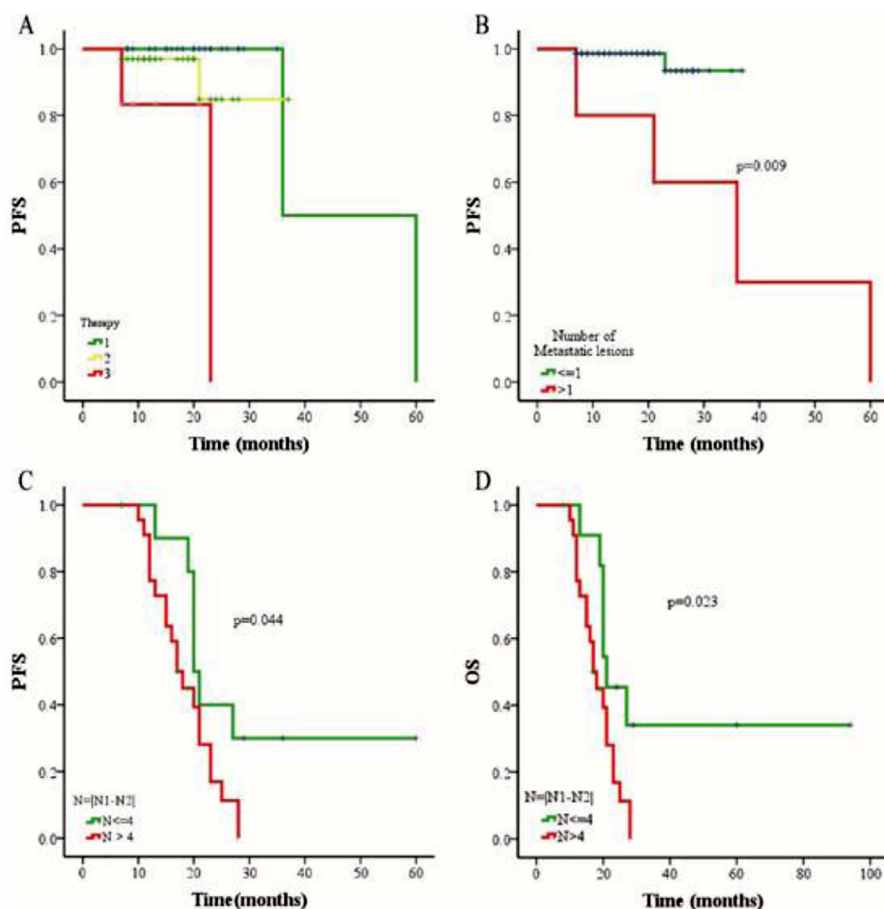 A
1.0
0.8
0.6
0.4
0.2
0.0
PFS
Therapy
1
2
3
0 10 20 30 40 50 60
Time (months)
B
1.0
0.8
0.6
0.4
0.2
0.0
PFS
p=0.009
Number of
Metastatic lesions
<=1
>1
0 10 20 30 40 50 60
Time (months)
C
1.0
0.8
0.6
0.4
0.2
0.0
PFS
p=0.044
N=|N1-N2|
N<=4
N > 4
0 10 20 30 40 50 60
Time(months)
D
1.0
0.8
0.6
0.4
0.2
0.0
OS
p=0.023
N=|N1-N2|
N<=4
N>4
0 20 40 60 80 100
Time (months)